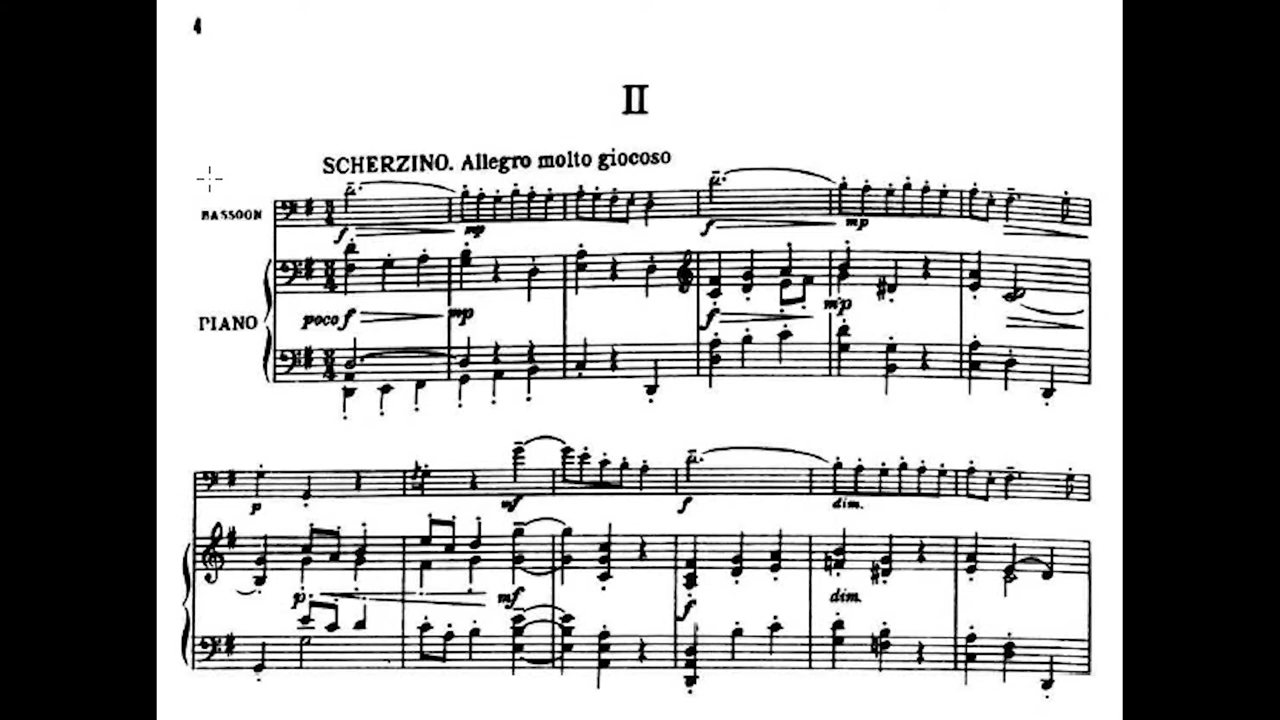 4
II
SCHERZINO. Allegro molto giocoso
BASSOON
f mp f mp
PIANO
poco f mp f mp
p mf f dim.
p mf f dim.